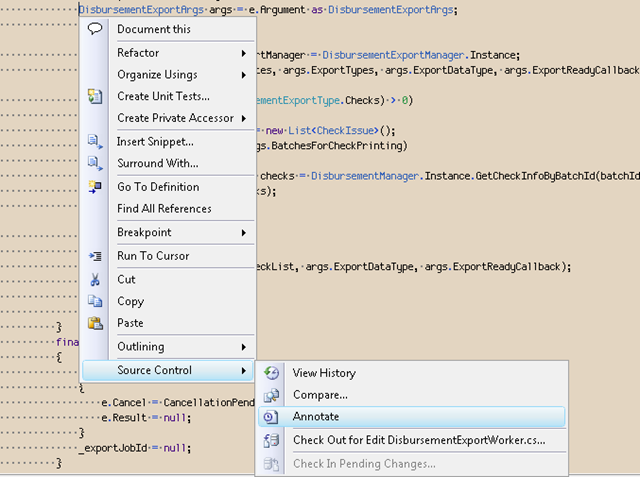 DisbursementExportArgs args = e.Argument as DisbursementExportArgs;
Document this
Refactor
ortManager = DisbursementExportManager.Instance;
tes, args.ExportTypes, args.ExportDataType, args.ExportReadyCallback
Organize Usings
Create Unit Tests...
ementExportType.Checks) > 0)
Create Private Accessor
= new List<CheckIssue>();
Insert Snippet...
gs.BatchesForCheckPrinting)
Surround With...
checks = DisbursementManager.Instance.GetCheckInfoByBatchId(batchId
Go To Definition
ks);
Find All References
Breakpoint
Run To Cursor
eckList, args.ExportDataType, args.ExportReadyCallback);
Cut
Copy
Paste
}
fina
Outlining
{
Source Control
View History
{
Compare...
e.Cancel = CancellationPend
Annotate
e.Result = null;
}
Check Out for Edit DisbursementExportWorker.cs...
_exportJobId = null;
}
Check In Pending Changes...